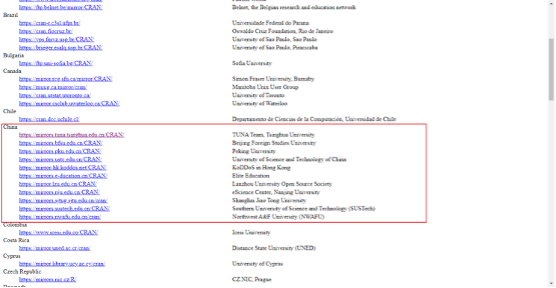 https://ftp.belnet.be/mirror/CRAN/ Belnet, the Belgian research and education network
Brazil
https://cran-r.c3sl.ufpr.br/ Universidade Federal do Parana
https://cran.fiocruz.br/ Oswaldo Cruz Foundation, Rio de Janeiro
https://vps.fmvz.usp.br/CRAN/ University of Sao Paulo, Sao Paulo
https://brieger.esalq.usp.br/CRAN/ University of Sao Paulo, Piracicaba
Bulgaria
https://ftp.uni-sofia.bg/CRAN/ Sofia University
Canada
https://mirror.rcg.sfu.ca/mirror/CRAN/ Simon Fraser University, Burnaby
https://muug.ca/mirror/cran/ Manitoba Unix User Group
https://cran.utstat.utoronto.ca/ University of Toronto
https://mirror.csclub.uwaterloo.ca/CRAN/ University of Waterloo
Chile
https://cran.dcc.uchile.cl/ Departamento de Ciencias de la Computación, Universidad de Chile
China
https://mirrors.tuna.tsinghua.edu.cn/CRAN/ TUNA Team, Tsinghua University
https://mirrors.bfsu.edu.cn/CRAN/ Beijing Foreign Studies University
https://mirrors.pku.edu.cn/CRAN/ Peking University
https://mirrors.ustc.edu.cn/CRAN/ University of Science and Technology of China
https://mirror-hk.koddos.net/CRAN/ KoDDoS in Hong Kong
https://mirrors.e-ducation.cn/CRAN/ Elite Education
https://mirror.lzu.edu.cn/CRAN/ Lanzhou University Open Source Society
https://mirrors.nju.edu.cn/CRAN/ eScience Center, Nanjing University
https://mirrors.sjtug.sjtu.edu.cn/cran/ Shanghai Jiao Tong University
https://mirrors.sustech.edu.cn/CRAN/ Southern University of Science and Technology (SUSTech)
https://mirrors.nwafu.edu.cn/cran/ Northwest A&F University (NWAFU)
Colombia
https://www.icesi.edu.co/CRAN/ Icesi University
Costa Rica
https://mirror.uned.ac.cr/cran/ Distance State University (UNED)
Cyprus
https://mirror.library.ucy.ac.cy/cran/ University of Cyprus
Czech Republic
https://mirrors.nic.cz/R/ CZ.NIC, Prague
Denmark